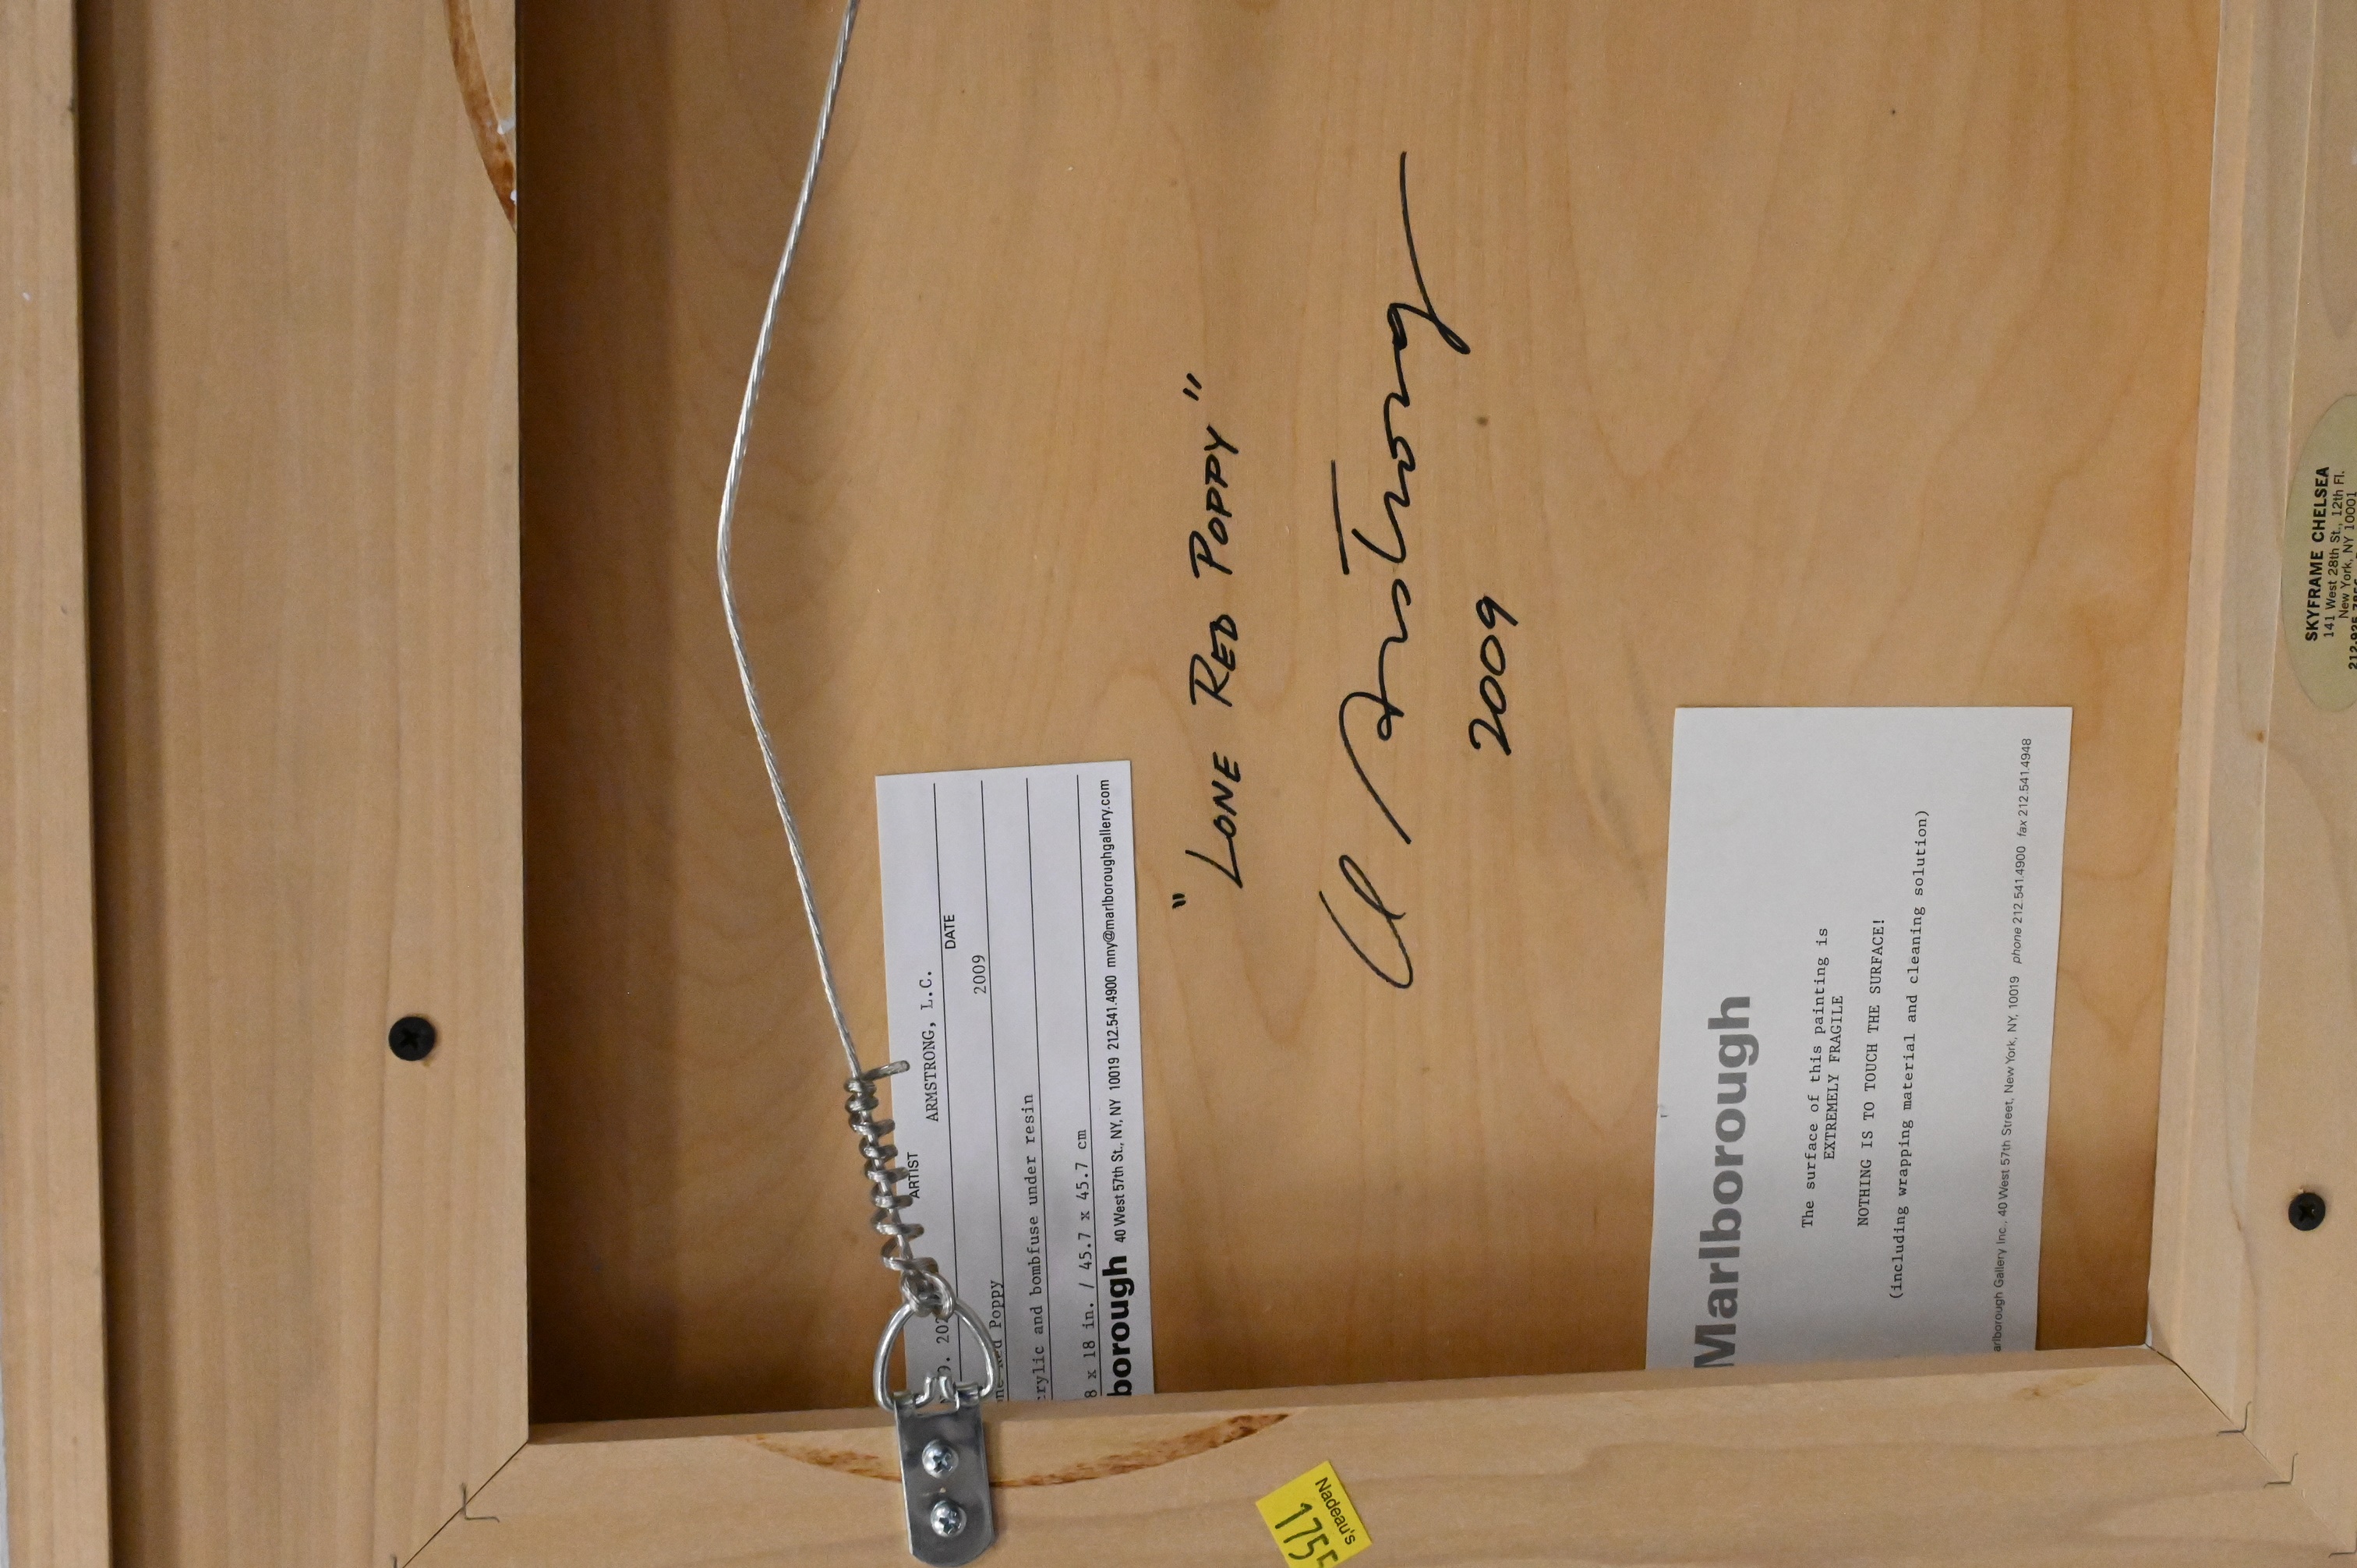 ARTIST
ARMSTRONG, L.C.
DATE
2009
Poppy
and bombfuse under resin
x 18 in. / 45.7 x 45.7 cm
borough 40 West 57th St., NY, NY 10019 212.541.4900 mny@marlboroughgallery.com
"LONE RED POPPY"
LC Armstrong
2009
Marlborough
The surface of this painting is
EXTREMELY FRAGILE
NOTHING IS TO TOUCH THE SURFACE!
(including wrapping material and cleaning solution)
arlborough Gallery Inc., 40 West 57th Street, New York, NY, 10019 phone 212.541.4900 fax 212.541.4948
SKYFRAME CHELSEA
141 West 28th St., 12th Fl.
New York, NY 10001
Nadeau's
175